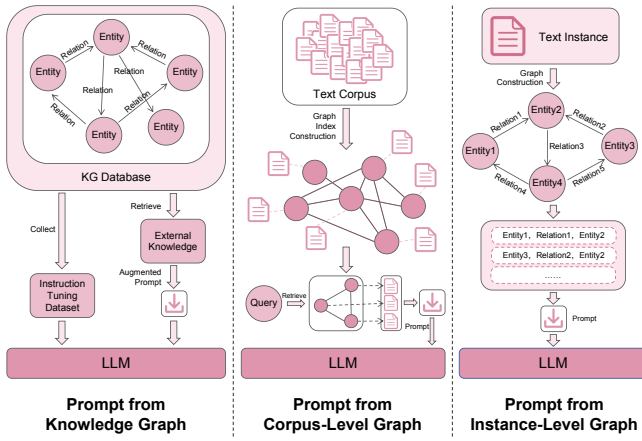 Entity
Relation
Relation
Entity
Entity
Relation
Relation
Relation
Relation
Entity
Entity
KG Database
Collect
Retrieve
External
Knowledge
Augmented
Prompt
Instruction
Tuning
Dataset
LLM
Prompt from
Knowledge Graph
Text Corpus
Graph
Index
Construction
Query
Retrieve
Prompt
LLM
Prompt from
Corpus-Level Graph
Text Instance
Graph
Construction
Entity2
Relation1
Relation2
Entity1
Relation3
Entity3
Relation4
Entity4
Relation5
Entity1, Relation1, Entity2
Entity3, Relation2, Entity2
......
Prompt
LLM
Prompt from
Instance-Level Graph